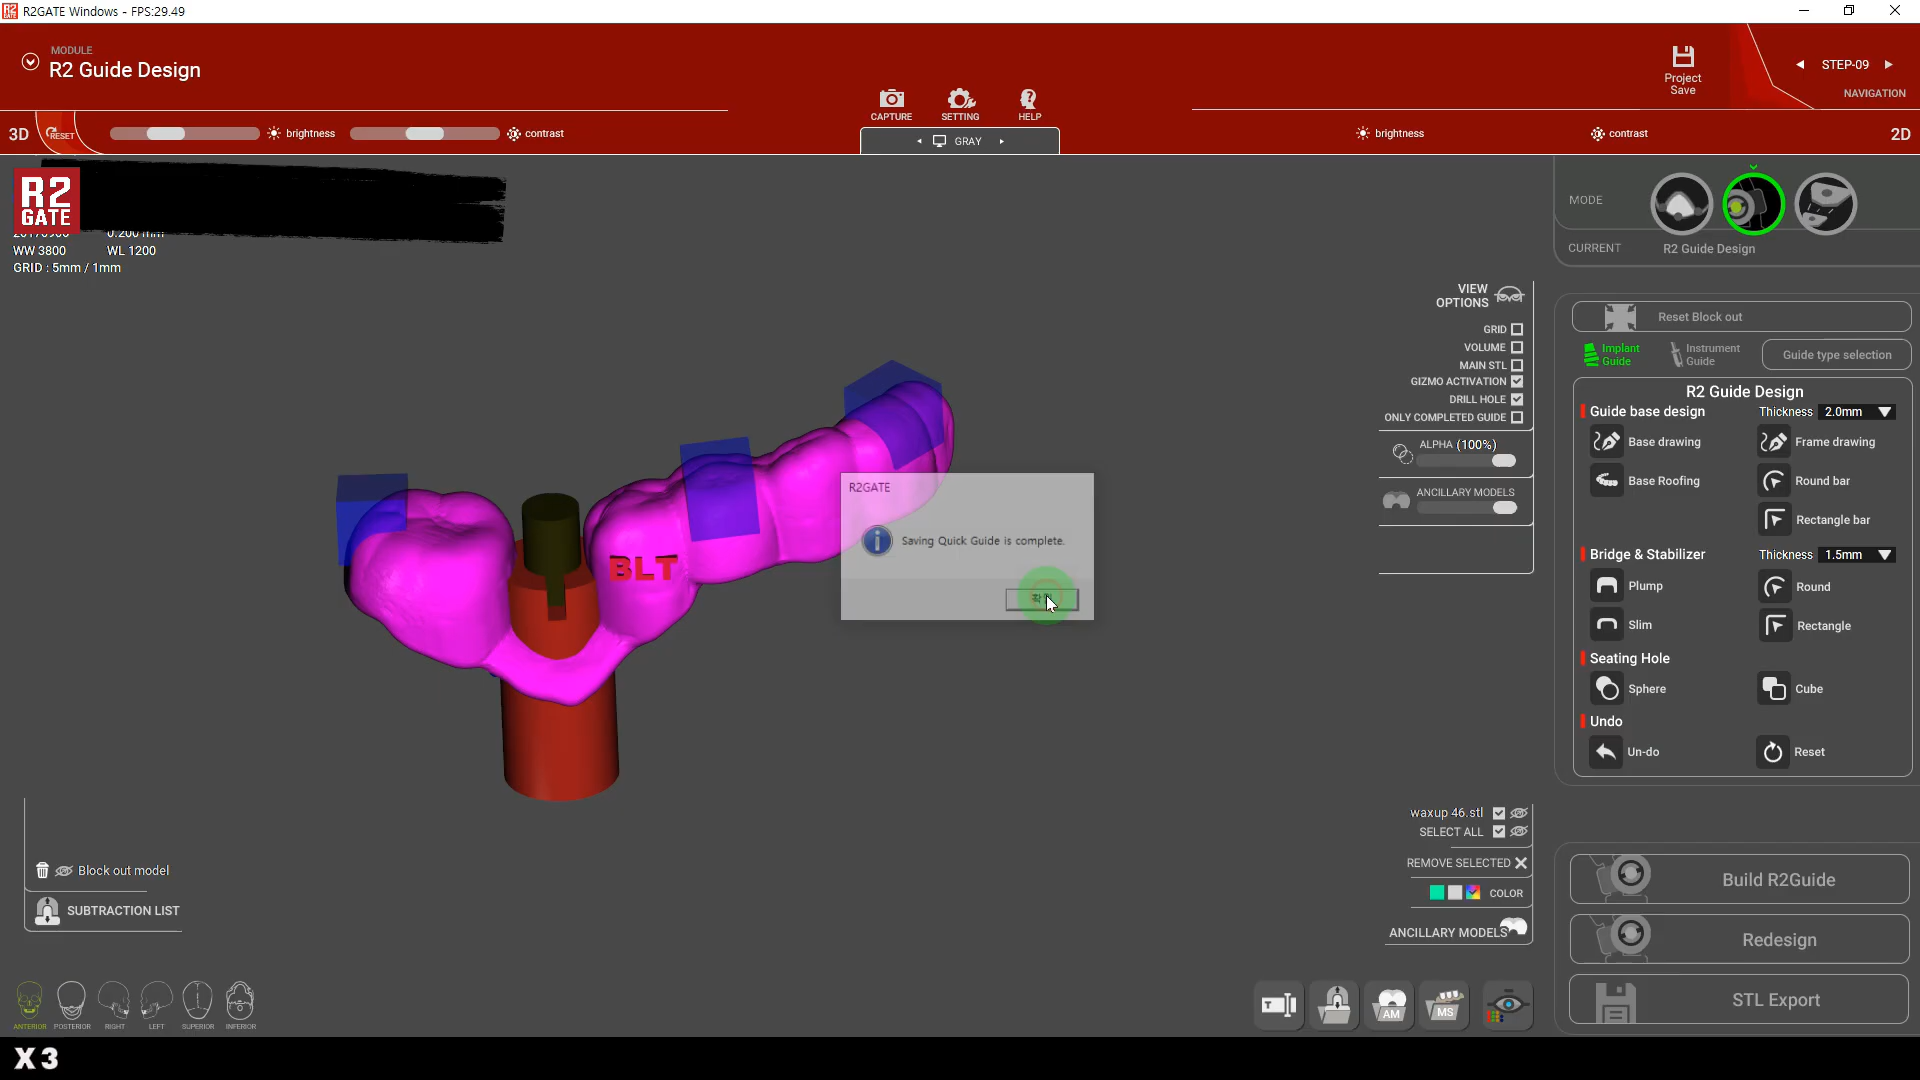 R2GATE Windows - FPS:29.49
MODULE
R2 Guide Design
Project
Save
STEP-09
NAVIGATION
CAPTURE
SETTING
HELP
3D
RESET
brightness
contrast
GRAY
brightness
contrast
2D
R2
GATE
WW 3800
WL 1200
GRID : 5mm / 1mm
MODE
CURRENT
R2 Guide Design
VIEW
OPTIONS
GRID
VOLUME
MAIN STL
GIZMO ACTIVATION
DRILL HOLE
ONLY COMPLETED GUIDE
ALPHA (100%)
ANCILLARY MODELS
Reset Block out
Implant
Guide
Instrument
Guide
Guide type selection
R2 Guide Design
Guide base design
Thickness
2.0mm
Base drawing
Frame drawing
Base Roofing
Round bar
Rectangle bar
Bridge & Stabilizer
Thickness
1.5mm
Plump
Round
Slim
Rectangle
Seating Hole
Sphere
Cube
Undo
Un-do
Reset
BLT
R2GATE
Saving Quick Guide is complete.
waxup 46.stl
SELECT ALL
REMOVE SELECTED
COLOR
ANCILLARY MODELS
Block out model
SUBTRACTION LIST
Build R2Guide
Redesign
STL Export
ANTERIOR
POSTERIOR
RIGHT
LEFT
SUPERIOR
INFERIOR
T
AM
MS
X 3